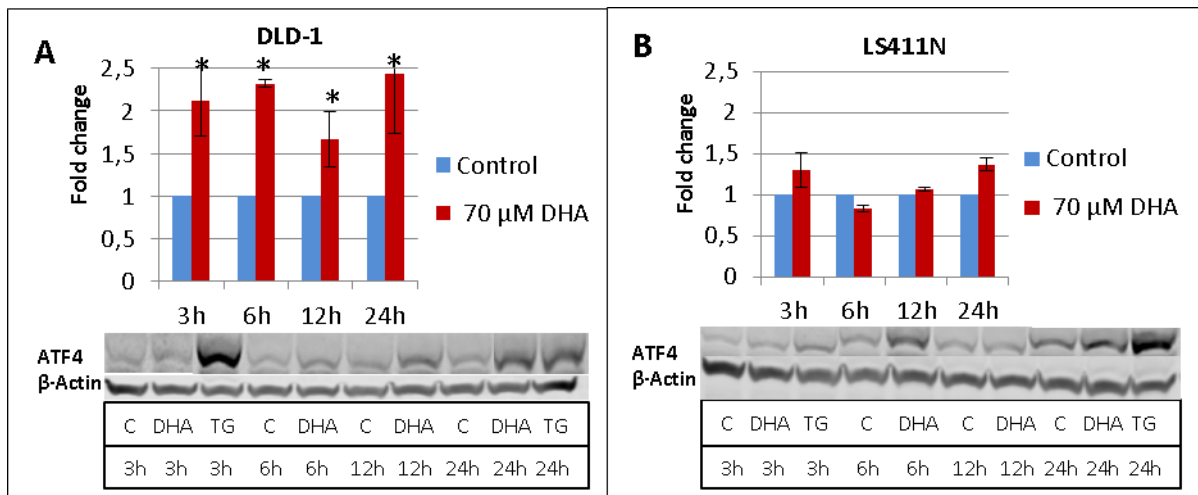 A
DLD-1
* * * *
2,5
2
1,5
1
0,5
0
Fold change
Control
70 µM DHA
3h 6h 12h 24h
ATF4
β-Actin
C DHA TG C DHA C DHA C DHA TG
3h 3h 3h 6h 6h 12h 12h 24h 24h 24h
B
LS411N
2,5
2
1,5
1
0,5
0
Fold change
Control
70 µM DHA
3h 6h 12h 24h
ATF4
β-Actin
C DHA TG C DHA C DHA C DHA TG
3h 3h 3h 6h 6h 12h 12h 24h 24h 24h